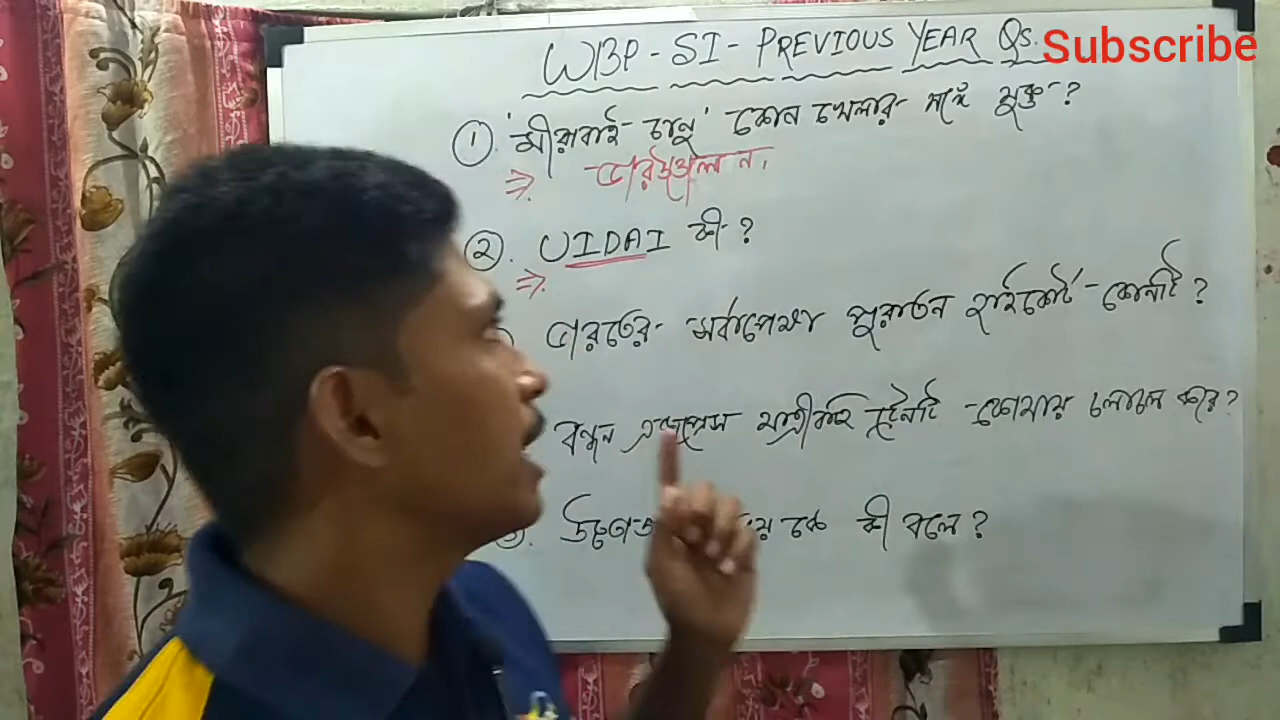 WBP - SI - PREVIOUS YEAR Qs.
Subscribe
① 'মীরাবাই চানু' কোন খেলার সঙ্গে যুক্ত?
⇒ ভারউত্তোলন।
② . UIDAI কী?
⇒
ভারতের সর্বাপেক্ষা পুরাতন হাইকোর্ট কোনটি?
বন্ধন এক্সপ্রেস যাত্রীবাহি ট্রেনটি কোথায় চলাচল করে?
কে কী বলে?